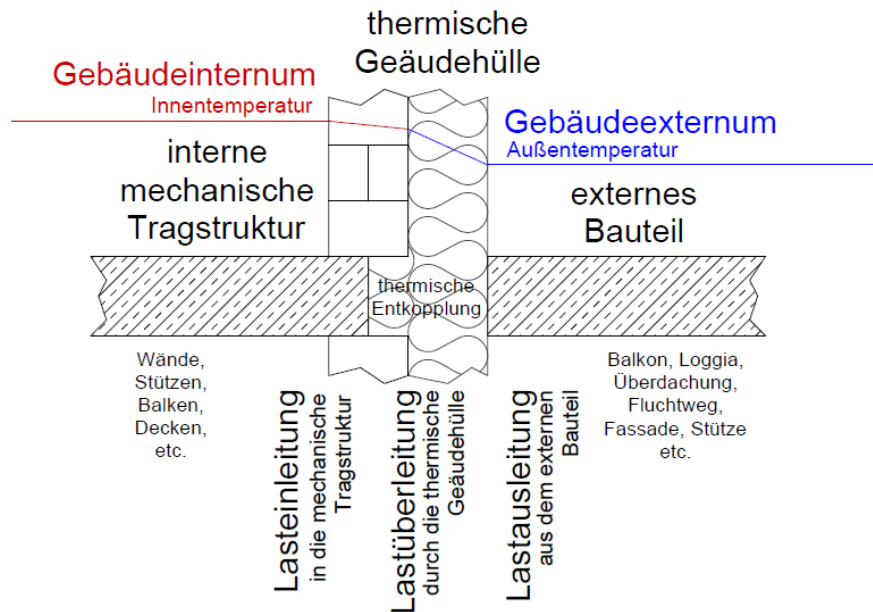 thermische
Geäudehülle
Gebäudeinternum
Innentemperatur
Gebäudeexternum
Außentemperatur
interne
mechanische
Tragstruktur
externes
Bauteil
thermische
Entkopplung
Wände,
Stützen,
Balken,
Decken,
etc.
Balkon, Loggia,
Überdachung,
Fluchtweg,
Fassade, Stütze
etc.
Lasteinleitung
in die mechanische
Tragstruktur
Lastüberleitung
durch die thermische
Geäudehülle
Lastausleitung
aus dem externen
Bauteil